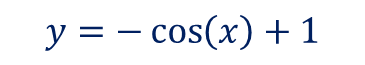 y = − cos(x) + 1